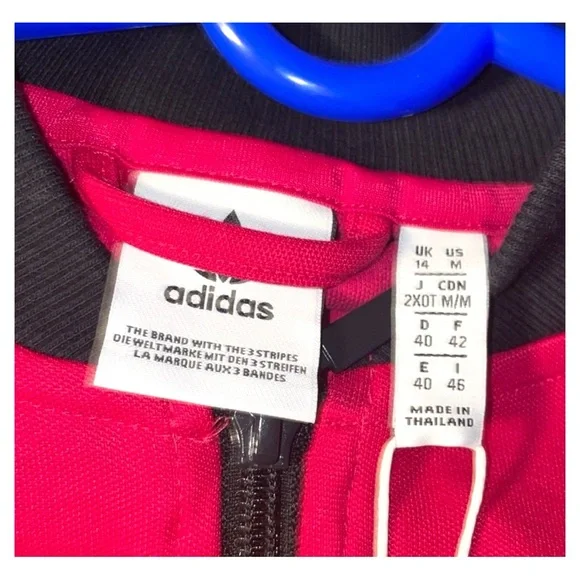 adidas
THE BRAND WITH THE 3 STRIPES
DIE WELTMARKE MIT DEN 3 STREIFEN
LA MARQUE AUX 3 BANDES
UK US
14 M
J CDN
2XOT M/M
D F
40 42
E I
40 46
MADE IN
THAILAND